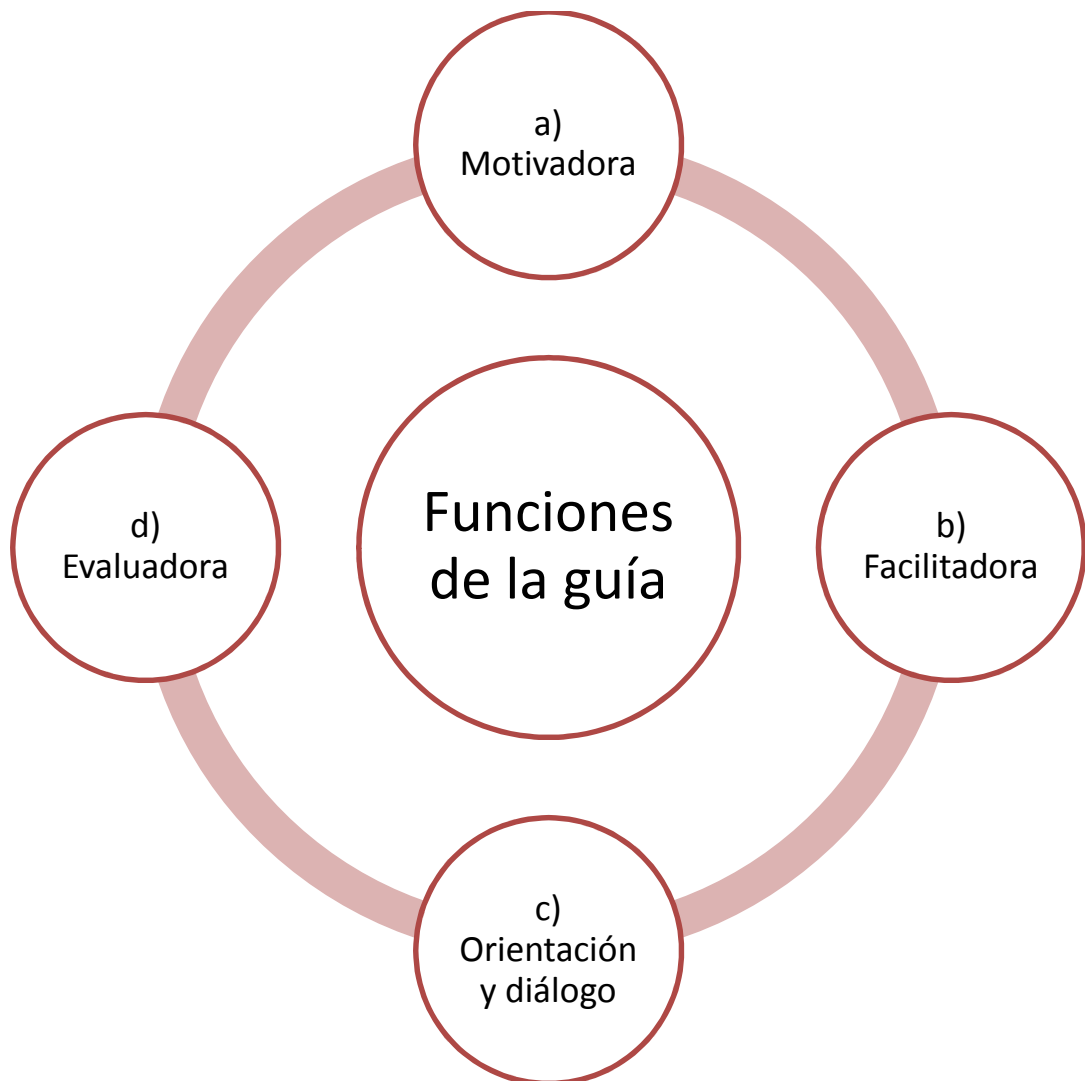 a)
Motivadora
Funciones
de la guía
b)
Facilitadora
c)
Orientación
y diálogo
d)
Evaluadora